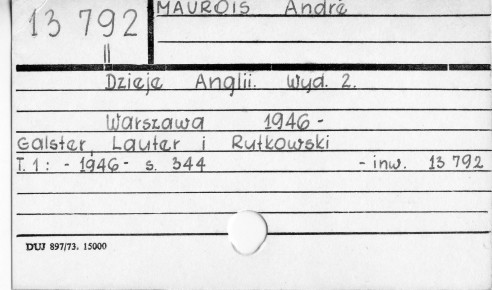 13 792
II
MAUROIS André
Dzieje Anglii. Wyd. 2.
Warszawa 1946 -
Galster, Lauter i Rutkowski
T. 1 : - 1946 - s. 344 - inw. 13 792
DUJ 897/73. 15000